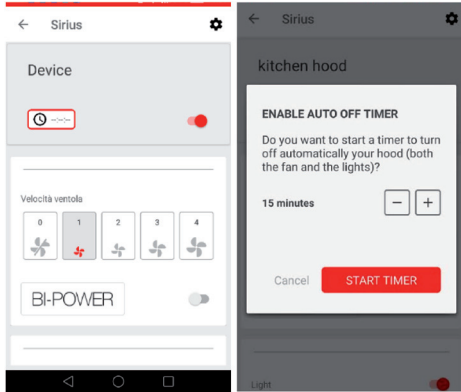 Sirius
Device
--:--
Velocità ventola
0 1 2 3 4
BI-POWER
Sirius
kitchen hood
ENABLE AUTO OFF TIMER
Do you want to start a timer to turn
off automatically your hood (both
the fan and the lights)?
15 minutes
Cancel START TIMER
Light